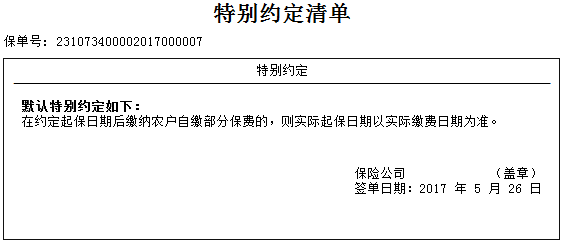 特别约定清单
保单号：231073400002017000007
特别约定
默认特别约定如下：
在约定起保日期后缴纳农户自缴部分保费的，则实际起保日期以实际缴费日期为准。
保险公司 （盖章）
签单日期：2017 年 5 月 26 日